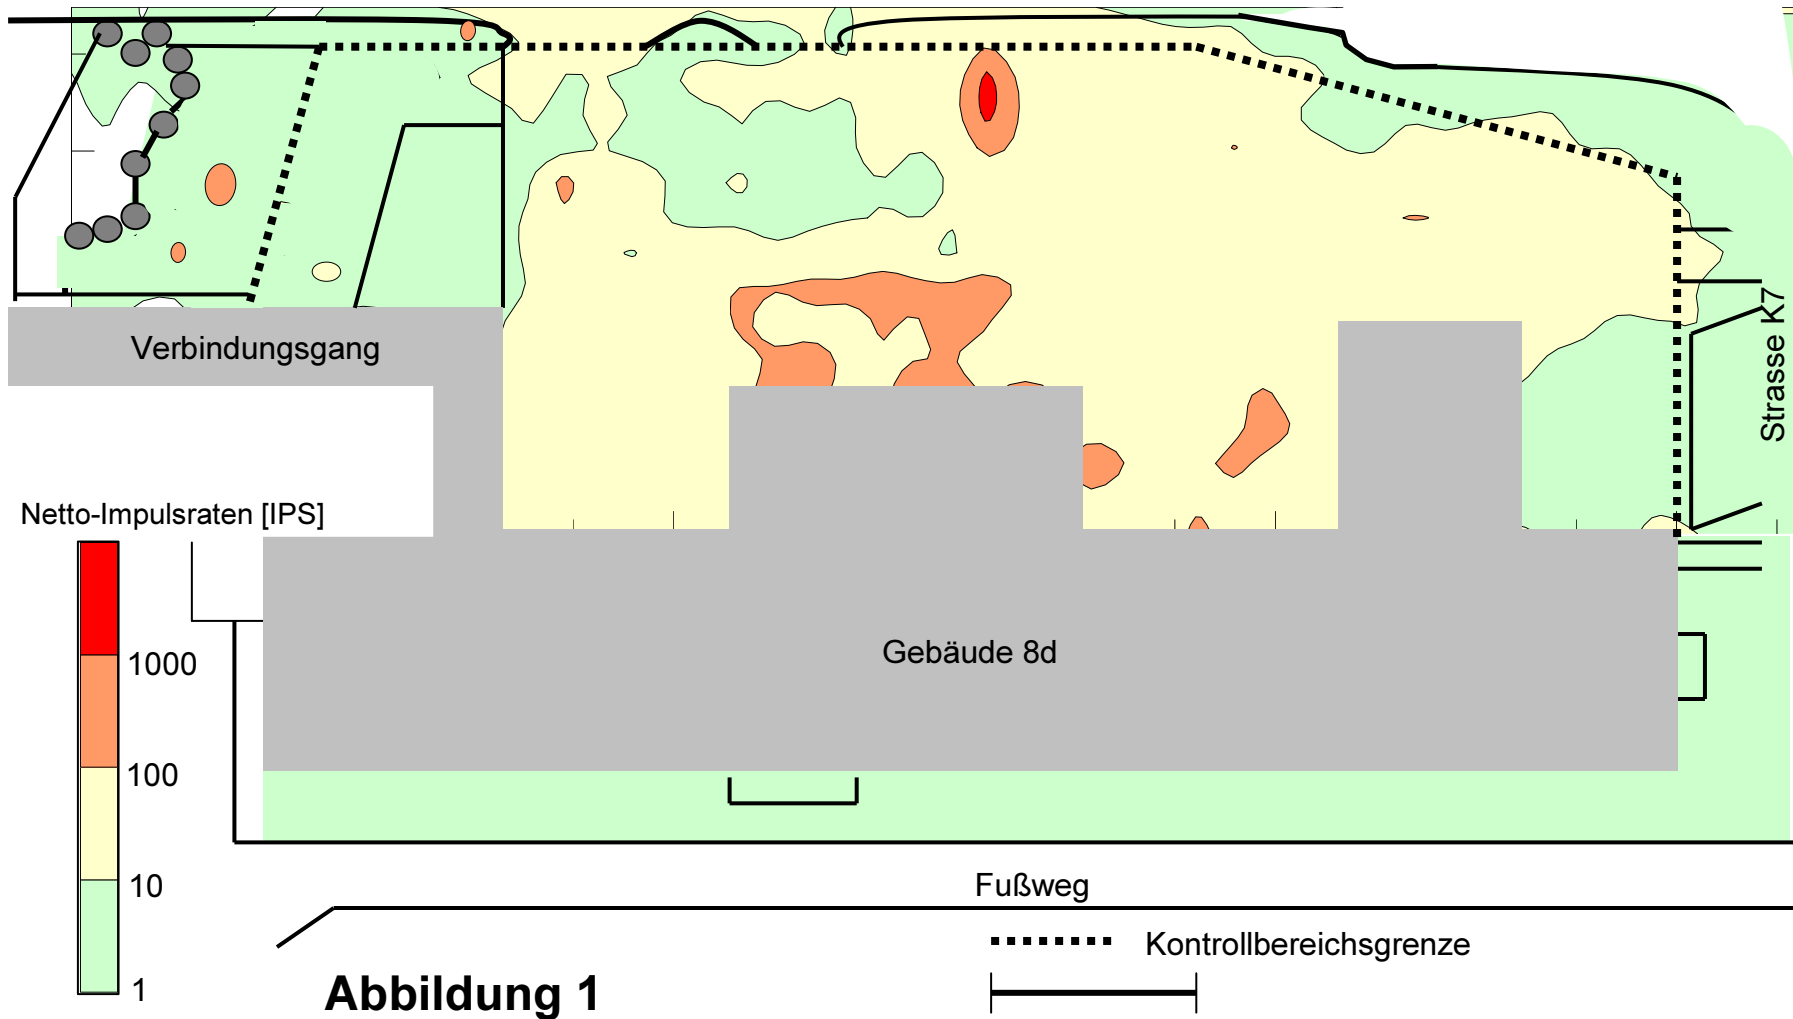 Verbindungsgang
Strasse K7
Netto-Impulsraten [IPS]
1000
100
10
1
Gebäude 8d
Fußweg
Kontrollbereichsgrenze
Abbildung 1